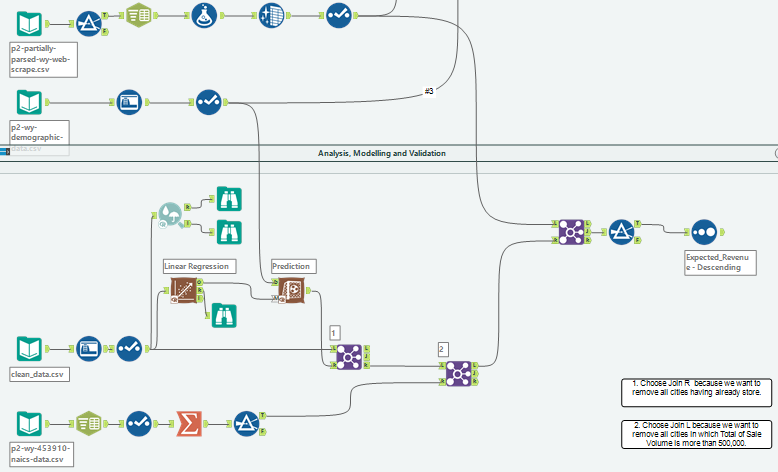 p2-partially-
parsed-wy-web-
scrape.csv
#3
p2-wy-
demographic-
data.csv
Analysis, Modelling and Validation
Linear Regression
Prediction
Expected_Revenu
e - Descending
1
2
clean_data.csv
1. Choose Join R because we want to
remove all cities having already store.
2. Choose Join L because we want to
remove all cities in which Total of Sale
Volume is more than 500,000.
p2-wy-453910-
naics-data.csv